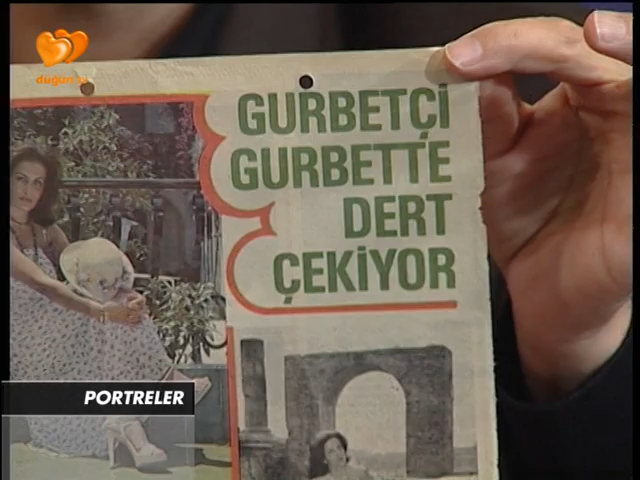 düğün tv
GURBETÇİ
GURBETTE
DERT
ÇEKİYOR
PORTRELER